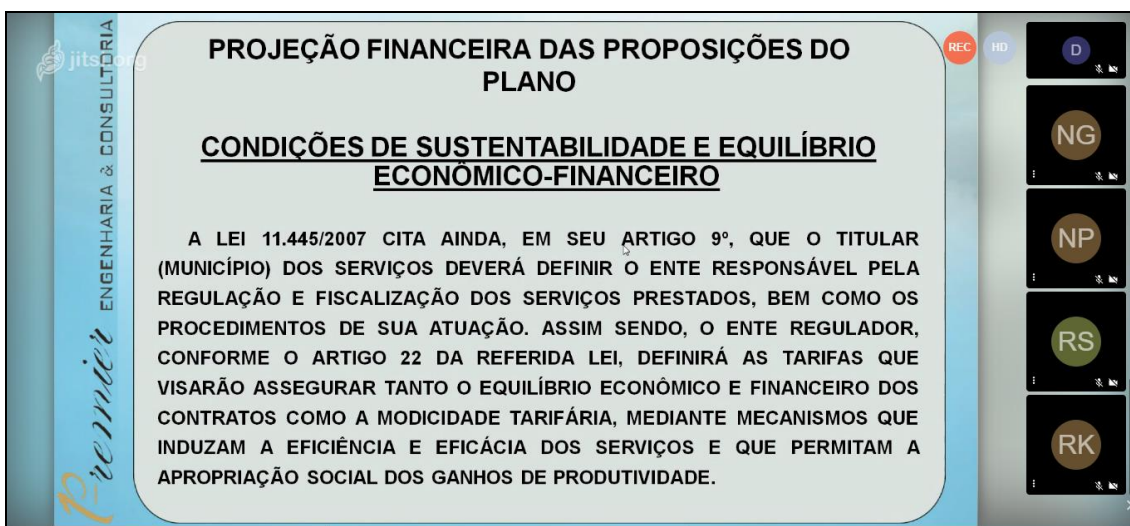 jitsi.org
PROJEÇÃO FINANCEIRA DAS PROPOSIÇÕES DO
PLANO
CONDIÇÕES DE SUSTENTABILIDADE E EQUILÍBRIO
ECONÔMICO-FINANCEIRO
A LEI 11.445/2007 CITA AINDA, EM SEU ARTIGO 9º, QUE O TITULAR
(MUNICÍPIO) DOS SERVIÇOS DEVERÁ DEFINIR O ENTE RESPONSÁVEL PELA
REGULAÇÃO E FISCALIZAÇÃO DOS SERVIÇOS PRESTADOS, BEM COMO OS
PROCEDIMENTOS DE SUA ATUAÇÃO. ASSIM SENDO, O ENTE REGULADOR,
CONFORME O ARTIGO 22 DA REFERIDA LEI, DEFINIRÁ AS TARIFAS QUE
VISARÃO ASSEGURAR TANTO O EQUILÍBRIO ECONÔMICO E FINANCEIRO DOS
CONTRATOS COMO A MODICIDADE TARIFÁRIA, MEDIANTE MECANISMOS QUE
INDUZAM A EFICIÊNCIA E EFICÁCIA DOS SERVIÇOS E QUE PERMITAM A
APROPRIAÇÃO SOCIAL DOS GANHOS DE PRODUTIVIDADE.
Premier ENGENHARIA & CONSULTORIA
REC
HD
D
NG
NP
RS
RK